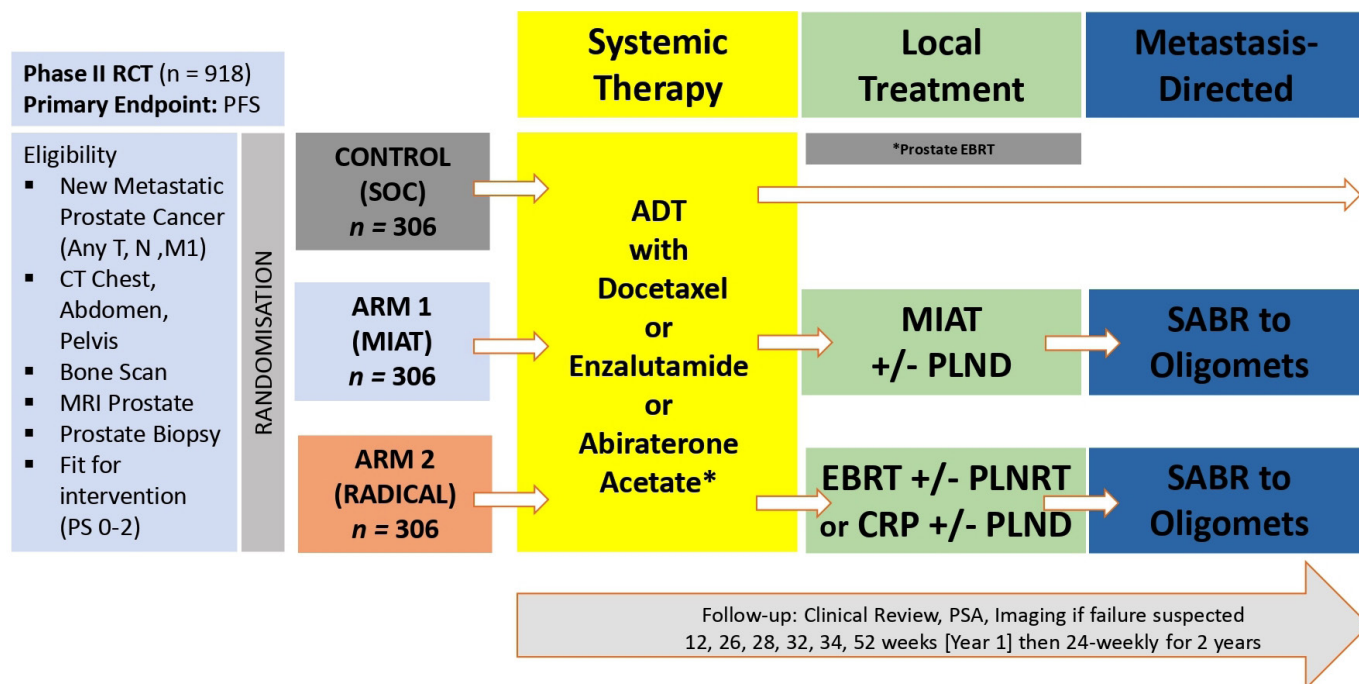 Phase II RCT (n = 918)
Primary Endpoint: PFS
Systemic
Therapy
Local
Treatment
Metastasis-
Directed
Eligibility
▪ New Metastatic
Prostate Cancer
(Any T, N ,M1)
▪ CT Chest,
Abdomen,
Pelvis
▪ Bone Scan
▪ MRI Prostate
▪ Prostate Biopsy
▪ Fit for
intervention
(PS 0-2)
RANDOMISATION
CONTROL
(SOC)
n = 306
ARM 1
(MIAT)
n = 306
ARM 2
(RADICAL)
n = 306
ADT
with
Docetaxel
or
Enzalutamide
or
Abiraterone
Acetate*
*Prostate EBRT
MIAT
+/- PLND
SABR to
Oligomets
EBRT +/- PLNRT
or CRP +/- PLND
SABR to
Oligomets
Follow-up: Clinical Review, PSA, Imaging if failure suspected
12, 26, 28, 32, 34, 52 weeks [Year 1] then 24-weekly for 2 years